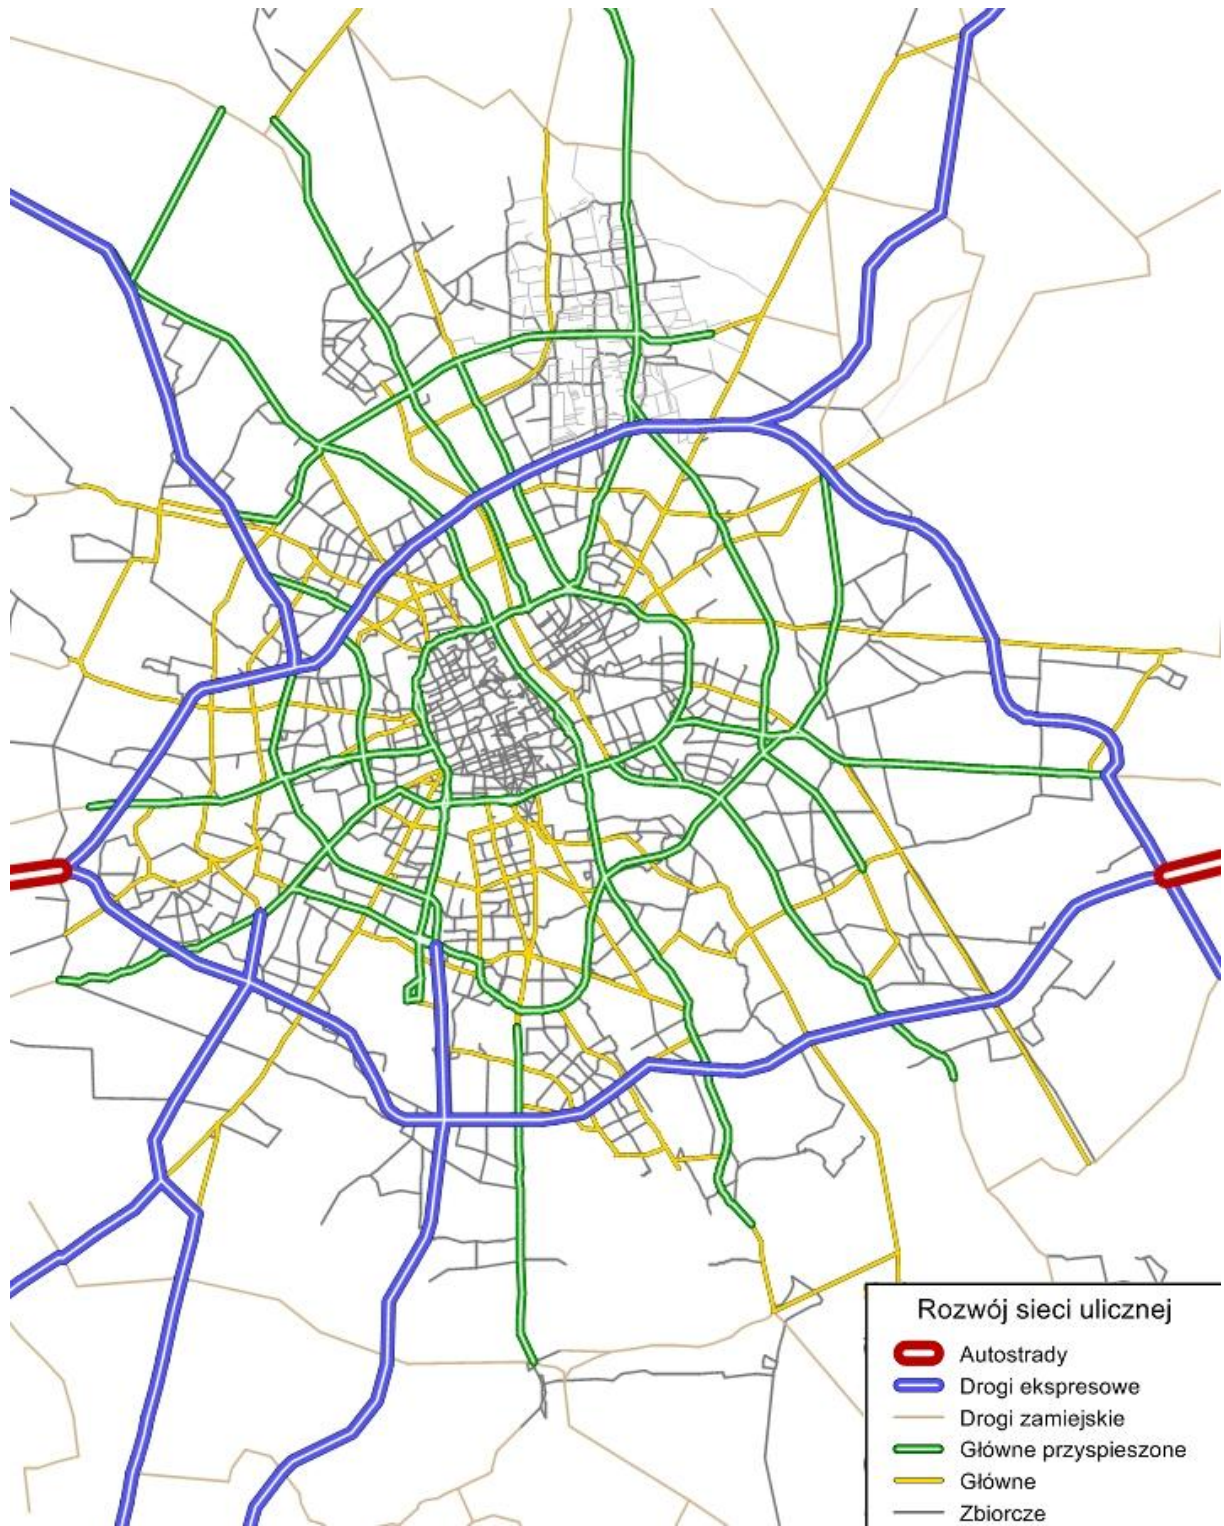 Rozwój sieci ulicznej
Autostrady
Drogi ekspresowe
Drogi zamiejskie
Główne przyspieszone
Główne
Zbiorcze